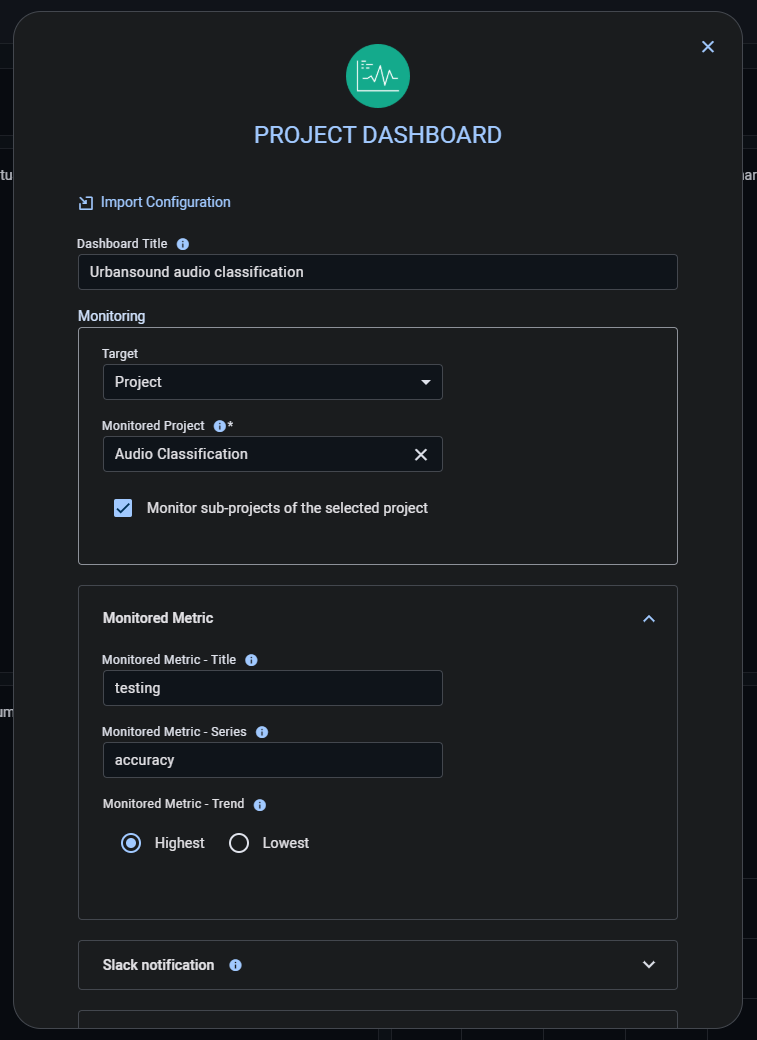 PROJECT DASHBOARD
Import Configuration
Dashboard Title
Urbansound audio classification
Monitoring
Target
Project
Monitored Project *
Audio Classification
Monitor sub-projects of the selected project
Monitored Metric
Monitored Metric - Title
testing
Monitored Metric - Series
accuracy
Monitored Metric - Trend
Highest Lowest
Slack notification